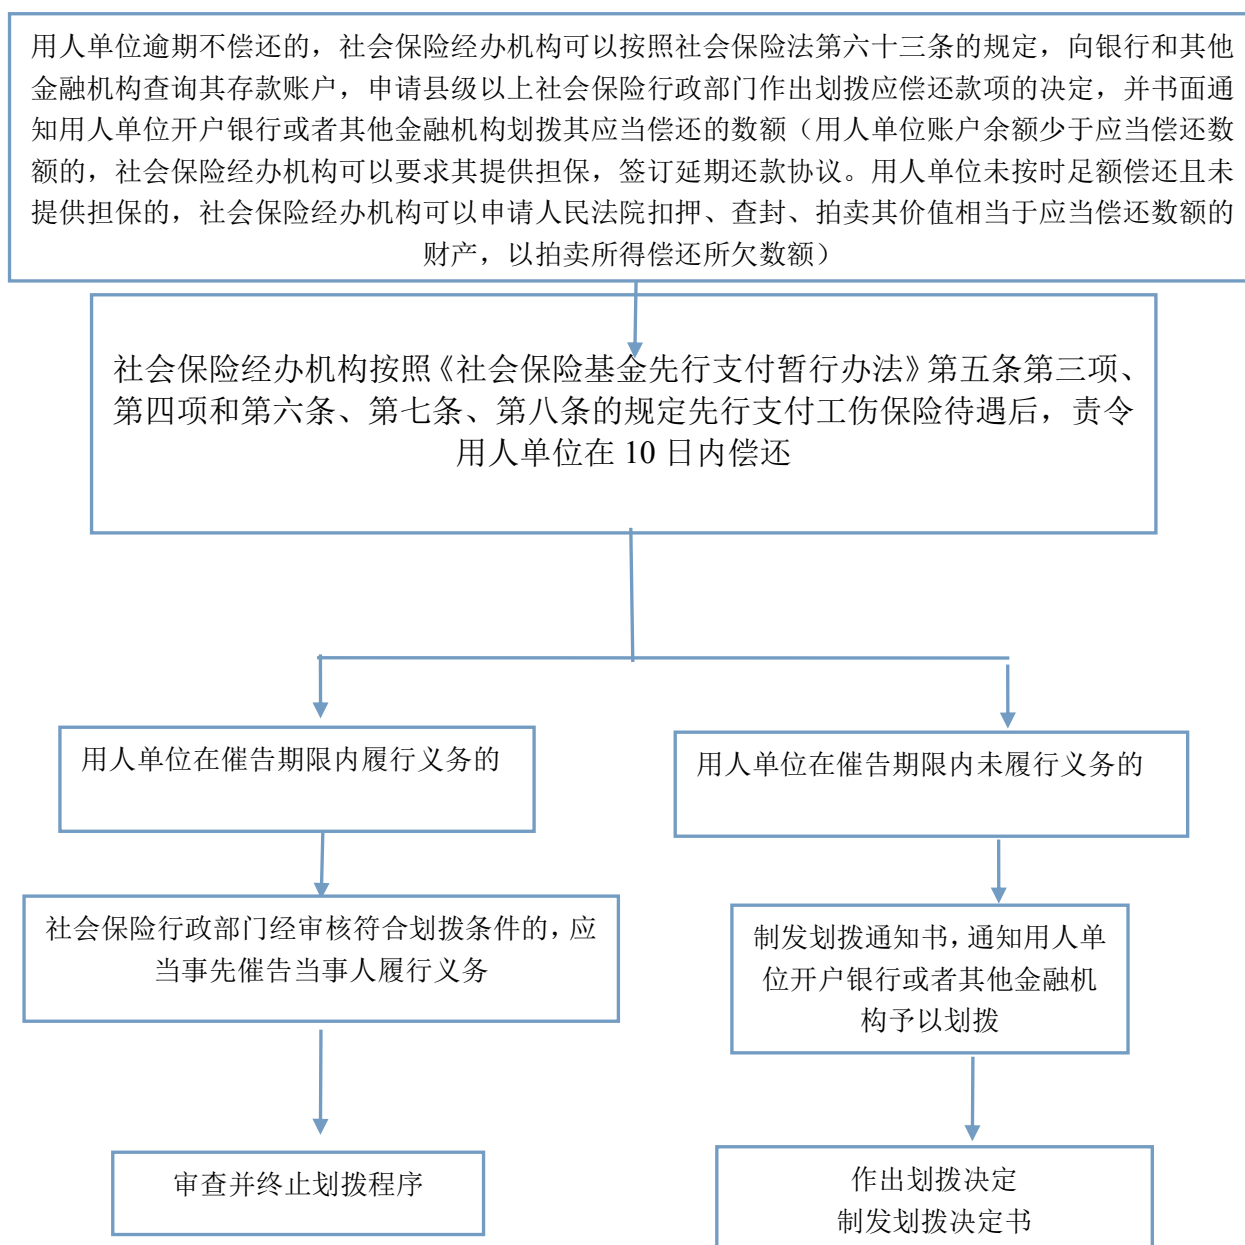 用人单位逾期不偿还的，社会保险经办机构可以按照社会保险法第六十三条的规定，向银行和其他
金融机构查询其存款账户，申请县级以上社会保险行政部门作出划拨应偿还款项的决定，并书面通
知用人单位开户银行或者其他金融机构划拨其应当偿还的数额（用人单位账户余额少于应当偿还数
额的，社会保险经办机构可以要求其提供担保，签订延期还款协议。用人单位未按时足额偿还且未
提供担保的，社会保险经办机构可以申请人民法院扣押、查封、拍卖其价值相当于应当偿还数额的
财产，以拍卖所得偿还所欠数额）
社会保险经办机构按照《社会保险基金先行支付暂行办法》第五条第三项、
第四项和第六条、第七条、第八条的规定先行支付工伤保险待遇后，责令
用人单位在 10 日内偿还
用人单位在催告期限内履行义务的
用人单位在催告期限内未履行义务的
社会保险行政部门经审核符合划拨条件的，应
当事先催告当事人履行义务
制发划拨通知书，通知用人单
位开户银行或者其他金融机
构予以划拨
审查并终止划拨程序
作出划拨决定
制发划拨决定书